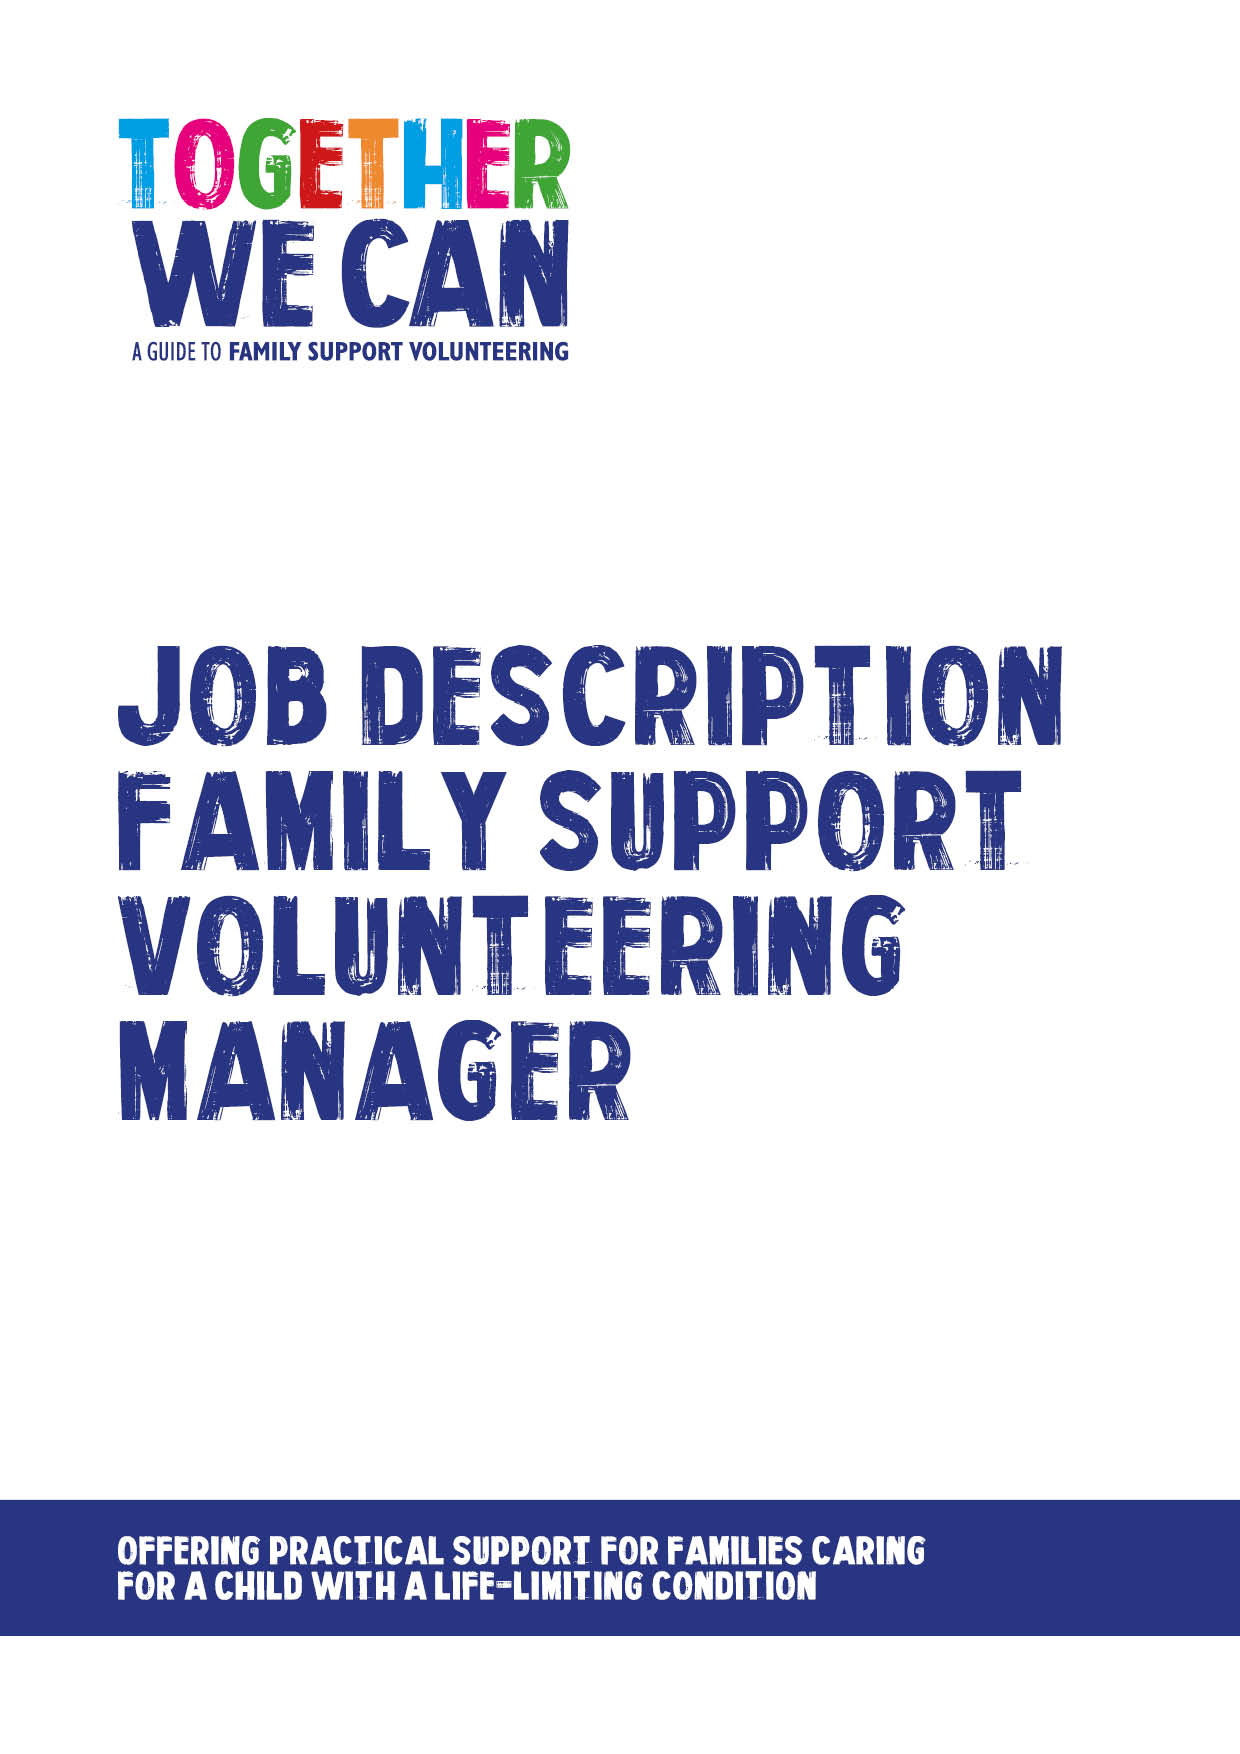 TOGETHER
WE CAN
A GUIDE TO FAMILY SUPPORT VOLUNTEERING
JOB DESCRIPTION
FAMILY SUPPORT
VOLUNTEERING
MANAGER
OFFERING PRACTICAL SUPPORT FOR FAMILIES CARING
FOR A CHILD WITH A LIFE-LIMITING CONDITION